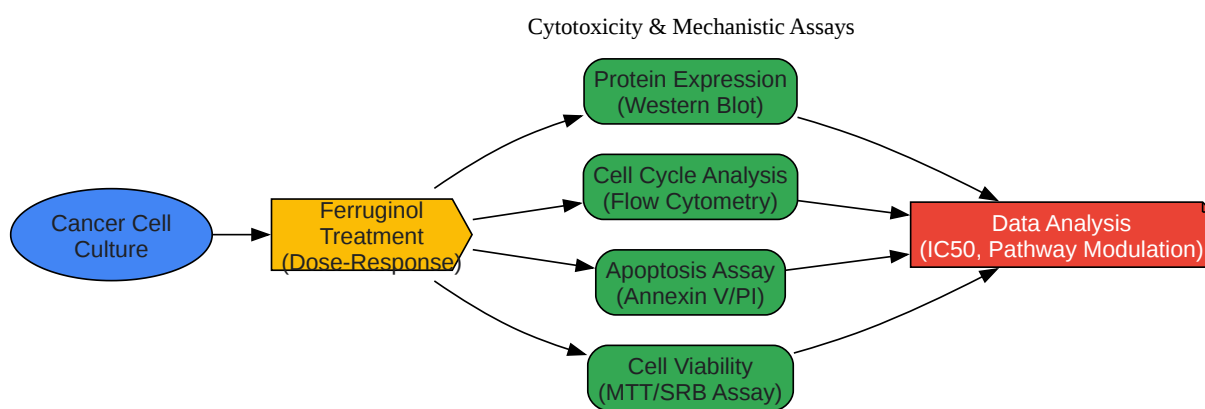 Cytotoxicity & Mechanistic Assays
Protein Expression
(Western Blot)
Cell Cycle Analysis
(Flow Cytometry)
Cancer Cell
Culture
Ferruginol
Treatment
(Dose-Response)
Data Analysis
(IC50, Pathway Modulation)
Apoptosis Assay
(Annexin V/PI)
Cell Viability
(MTT/SRB Assay)